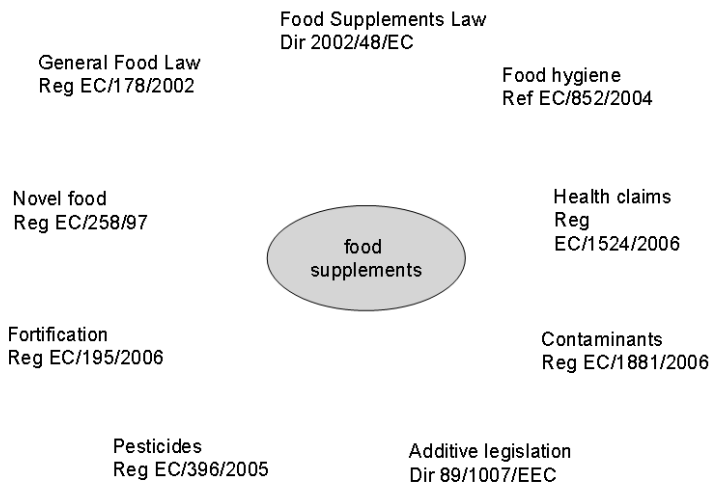 Food Supplements Law
Dir 2002/48/EC
General Food Law
Reg EC/178/2002
Food hygiene
Ref EC/852/2004
Novel food
Reg EC/258/97
Health claims
Reg
EC/1524/2006
food
supplements
Fortification
Reg EC/195/2006
Contaminants
Reg EC/1881/2006
Pesticides
Reg EC/396/2005
Additive legislation
Dir 89/1007/EEC